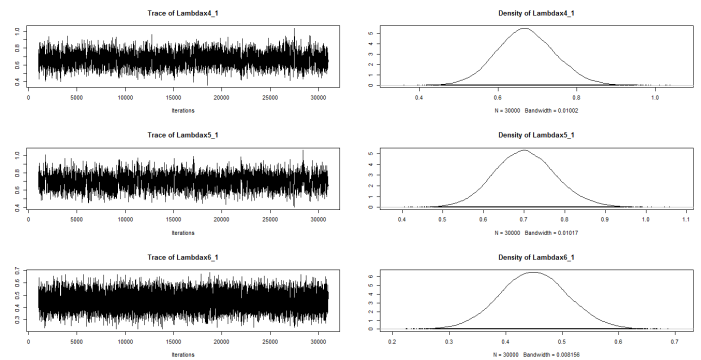 Trace of Lambdax4_1
0.4 0.6 0.8 1.0
0 5000 10000 15000 20000 25000 30000
Iterations
Density of Lambdax4_1
0 1 2 3 4 5
0.4 0.6 0.8 1.0
N = 30000 Bandwidth = 0.01002
Trace of Lambdax5_1
0.4 0.6 0.8 1.0
0 5000 10000 15000 20000 25000 30000
Iterations
Density of Lambdax5_1
0 1 2 3 4 5
0.4 0.5 0.6 0.7 0.8 0.9 1.0 1.1
N = 30000 Bandwidth = 0.01017
Trace of Lambdax6_1
0.3 0.4 0.5 0.6 0.7
0 5000 10000 15000 20000 25000 30000
Iterations
Density of Lambdax6_1
0 1 2 3 4 5 6
0.2 0.3 0.4 0.5 0.6 0.7
N = 30000 Bandwidth = 0.008156